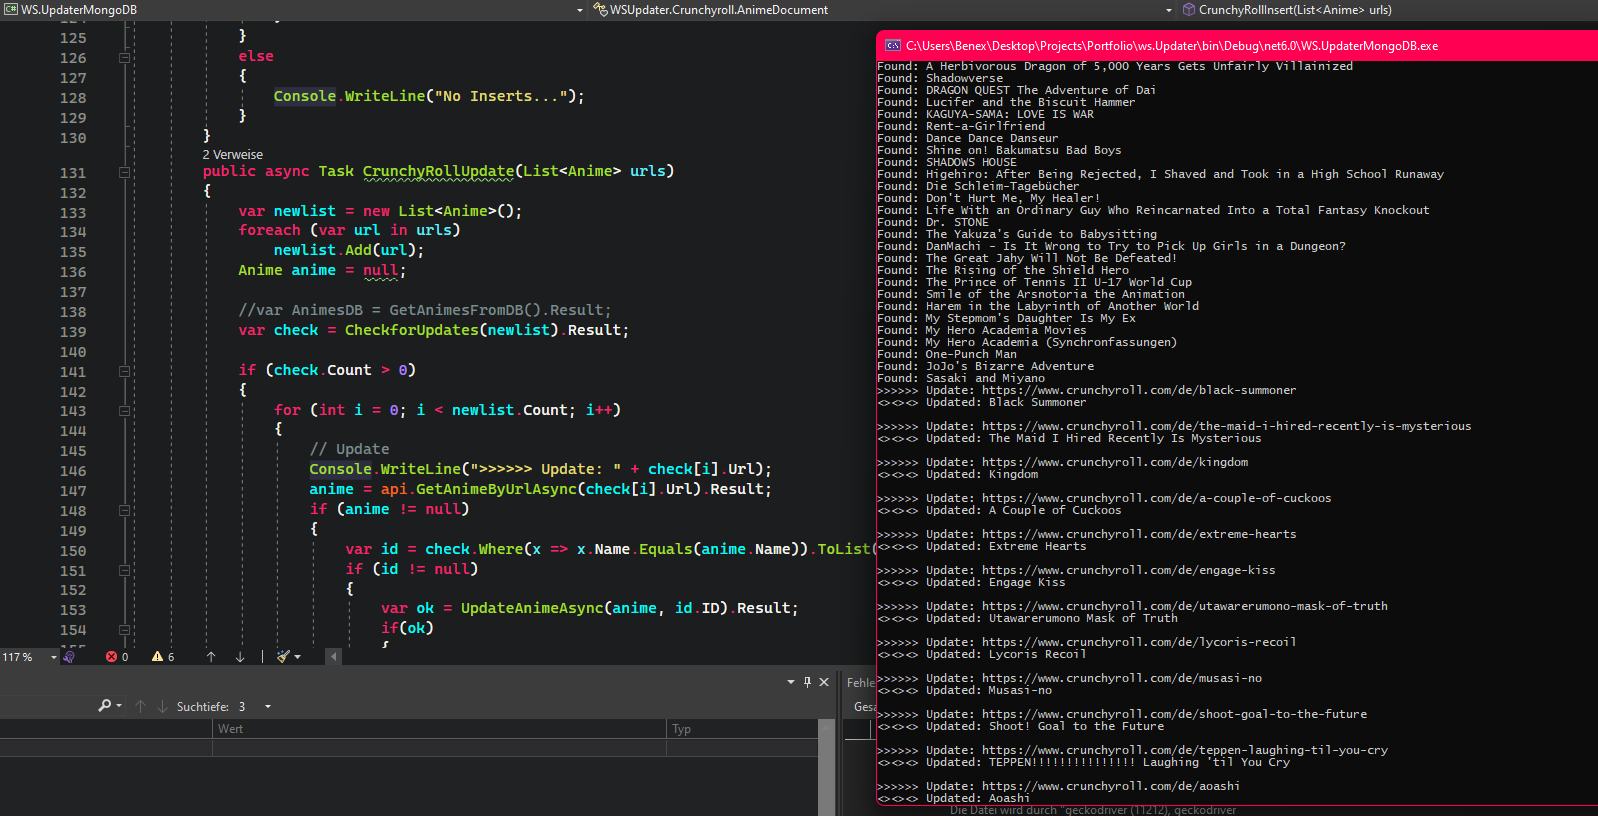 WS.UpdaterMongoDB
WSUpdater.Crunchyroll.AnimeDocument
CrunchyRollInsert(List<Anime> urls)
125 }
126 else
127 {
128 Console.WriteLine("No Inserts...");
129 }
130 }
2 Verweise
131 public async Task CrunchyRollUpdate(List<Anime> urls)
132 {
133 var newlist = new List<Anime>();
134 foreach (var url in urls)
135 newlist.Add(url);
136 Anime anime = null;
137
138 //var AnimesDB = GetAnimesFromDB().Result;
139 var check = CheckforUpdates(newlist).Result;
140
141 if (check.Count > 0)
142 {
143 for (int i = 0; i < newlist.Count; i++)
144 {
145 // Update
146 Console.WriteLine(">>>>>> Update: " + check[i].Url);
147 anime = api.GetAnimeByUrlAsync(check[i].Url).Result;
148 if (anime != null)
149 {
150 var id = check.Where(x => x.Name.Equals(anime.Name)).ToList(
151 if (id != null)
152 {
153 var ok = UpdateAnimeAsync(anime, id.ID).Result;
154 if(ok)
{
117 %
0
6
Suchtiefe: 3
Wert
Typ
Fehle
Gesa
C:\Users\Benex\Desktop\Projects\Portfolio\ws.Updater\bin\Debug\net6.0\WS.UpdaterMongoDB.exe
Found: A Herbivorous Dragon of 5,000 Years Gets Unfairly Villainized
Found: Shadowverse
Found: DRAGON QUEST The Adventure of Dai
Found: Lucifer and the Biscuit Hammer
Found: KAGUYA-SAMA: LOVE IS WAR
Found: Rent-a-Girlfriend
Found: Dance Dance Danseur
Found: Shine on! Bakumatsu Bad Boys
Found: SHADOWS HOUSE
Found: Higehiro: After Being Rejected, I Shaved and Took in a High School Runaway
Found: Die Schleim-Tagebücher
Found: Don't Hurt Me, My Healer!
Found: Life With an Ordinary Guy Who Reincarnated Into a Total Fantasy Knockout
Found: Dr. STONE
Found: The Yakuza's Guide to Babysitting
Found: DanMachi - Is It Wrong to Try to Pick Up Girls in a Dungeon?
Found: The Great Jahy Will Not Be Defeated!
Found: The Rising of the Shield Hero
Found: The Prince of Tennis II U-17 World Cup
Found: Smile of the Arsnotoria the Animation
Found: Harem in the Labyrinth of Another World
Found: My Stepmom's Daughter Is My Ex
Found: My Hero Academia Movies
Found: My Hero Academia (Synchronfassungen)
Found: One-Punch Man
Found: JoJo's Bizarre Adventure
Found: Sasaki and Miyano
>>>>>> Update: https://www.crunchyroll.com/de/black-summoner
<><><> Updated: Black Summoner
>>>>>> Update: https://www.crunchyroll.com/de/the-maid-i-hired-recently-is-mysterious
<><><> Updated: The Maid I Hired Recently Is Mysterious
>>>>>> Update: https://www.crunchyroll.com/de/kingdom
<><><> Updated: Kingdom
>>>>>> Update: https://www.crunchyroll.com/de/a-couple-of-cuckoos
<><><> Updated: A Couple of Cuckoos
>>>>>> Update: https://www.crunchyroll.com/de/extreme-hearts
<><><> Updated: Extreme Hearts
>>>>>> Update: https://www.crunchyroll.com/de/engage-kiss
<><><> Updated: Engage Kiss
>>>>>> Update: https://www.crunchyroll.com/de/utawarerumono-mask-of-truth
<><><> Updated: Utawarerumono Mask of Truth
>>>>>> Update: https://www.crunchyroll.com/de/lycoris-recoil
<><><> Updated: Lycoris Recoil
>>>>>> Update: https://www.crunchyroll.com/de/musasi-no
<><><> Updated: Musasi-no
>>>>>> Update: https://www.crunchyroll.com/de/shoot-goal-to-the-future
<><><> Updated: Shoot! Goal to the Future
>>>>>> Update: https://www.crunchyroll.com/de/teppen-laughing-til-you-cry
<><><> Updated: TEPPEN!!!!!!!!!!!!!!! Laughing 'til You Cry
>>>>>> Update: https://www.crunchyroll.com/de/aoashi
<><><> Updated: Aoashi
Die Datei wird durch "geckodriver (11212), geckodriver